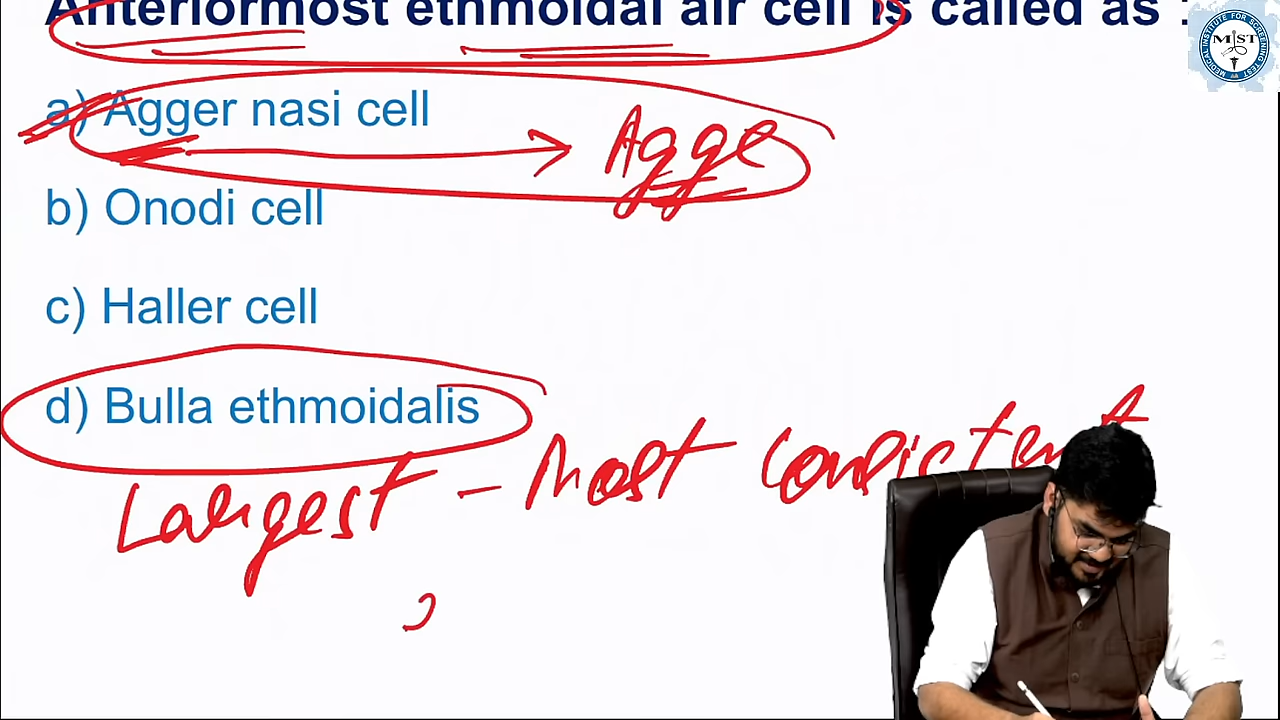 Anteriormost ethmoidal air cell is called as :
a) Agger nasi cell
Agge
b) Onodi cell
c) Haller cell
d) Bulla ethmoidalis
Largest - Most consistent
MIST